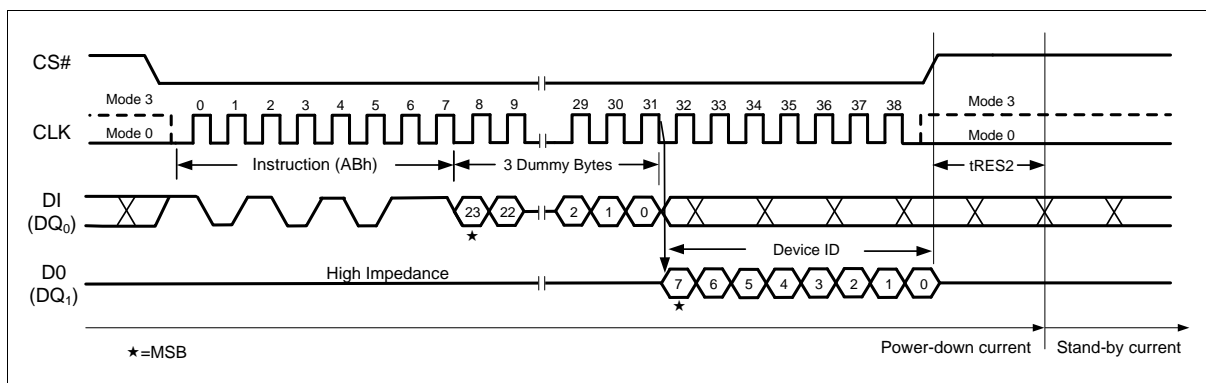 CS#
Mode 3
0 1 2 3 4 5 6 7 8 9 29 30 31 32 33 34 35 36 37 38
Mode 3
CLK
Mode 0
Mode 0
Instruction (ABh)
3 Dummy Bytes
tRES2
DI
(DQ0)
23 22 2 1 0
★
Device ID
D0
(DQ1)
High Impedance
7 6 5 4 3 2 1 0
★
★=MSB
Power-down current
Stand-by current